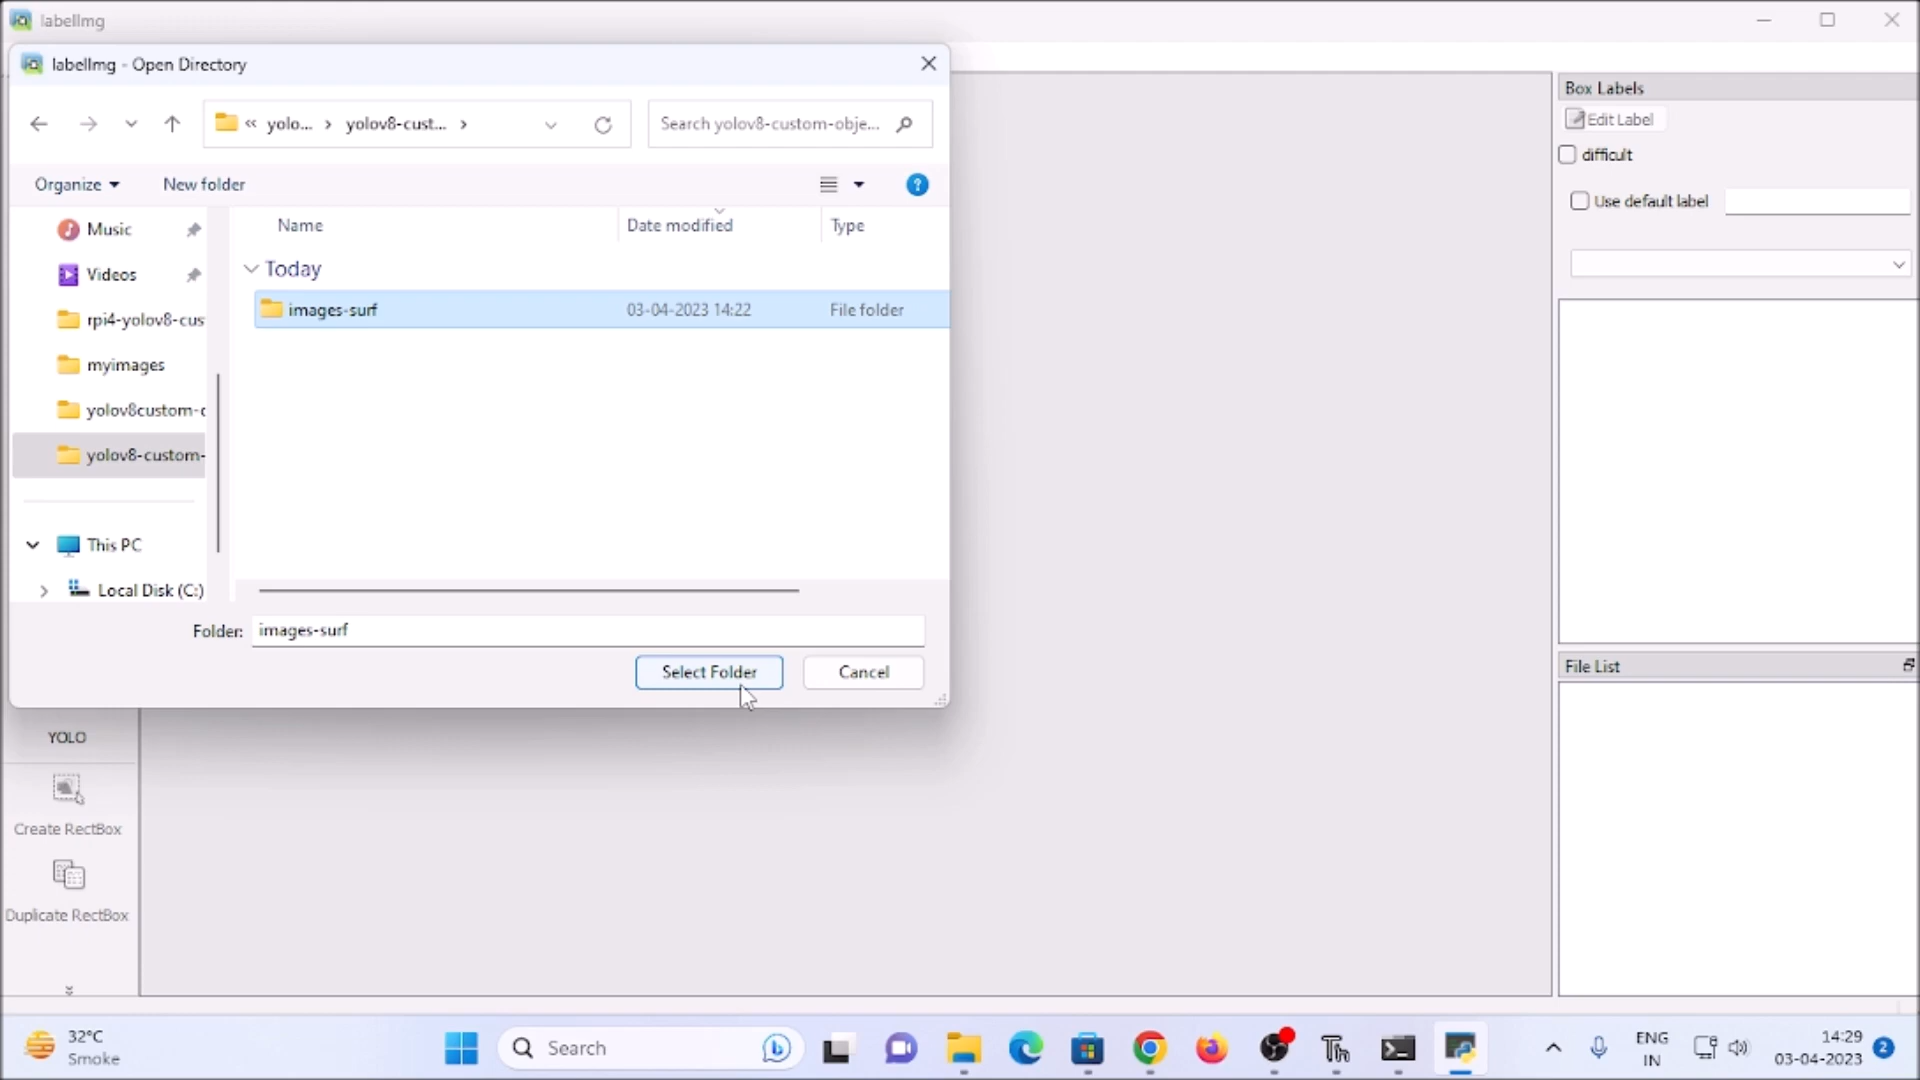 labelImg
labelImg - Open Directory
« yolo... › yolov8-cust... ›
Search yolov8-custom-obje...
Organize
New folder
?
Name
Date modified
Type
Music
Videos
rpi4-yolov8-cus
myimages
yolov8custom-c
yolov8-custom-
This PC
Local Disk (C:)
Today
images-surf 03-04-2023 14:22 File folder
Folder: images-surf
Select Folder
Cancel
YOLO
Create RectBox
Duplicate RectBox
Box Labels
Edit Label
difficult
Use default label
File List
32°C
Smoke
Search
ENG
IN
14:29
03-04-2023
2